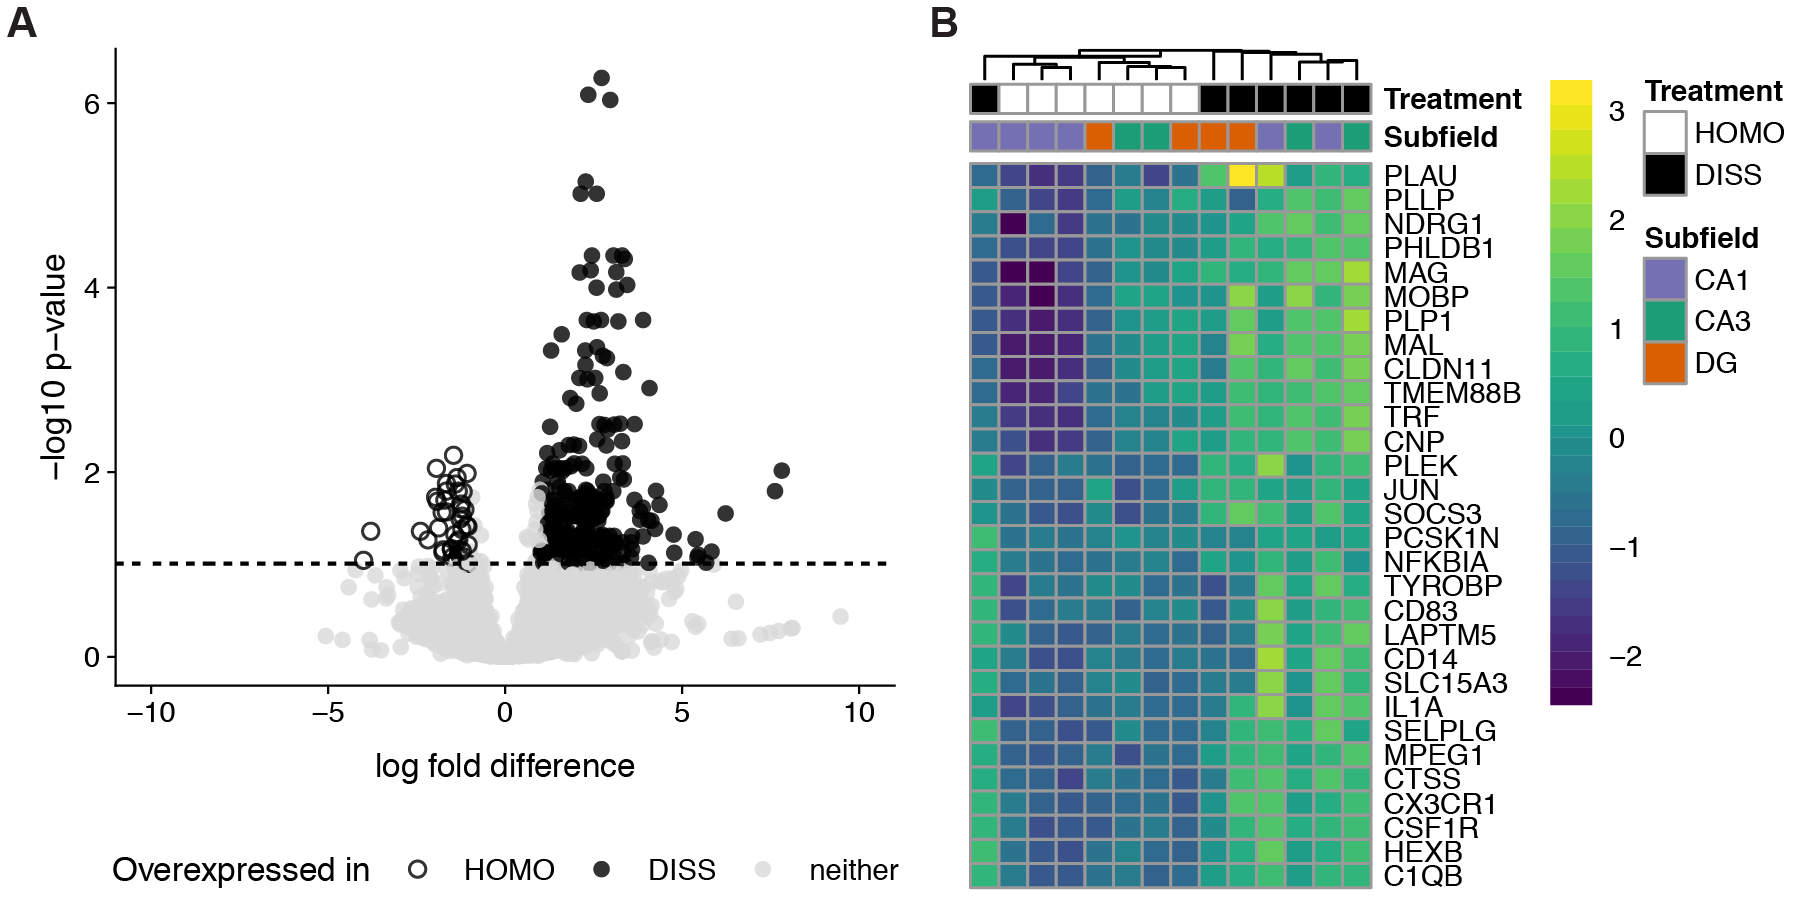 A
B
−log10 p−value
6
4
2
0
−10
−5
0
5
10
log fold difference
Overexpressed in
HOMO
DISS
neither
Treatment
Subfield
PLAU
PLLP
NDRG1
PHLDB1
MAG
MOBP
PLP1
MAL
CLDN11
TMEM88B
TRF
CNP
PLEK
JUN
SOCS3
PCSK1N
NFKBIA
TYROBP
CD83
LAPTM5
CD14
SLC15A3
IL1A
SELPLG
MPEG1
CTSS
CX3CR1
CSF1R
HEXB
C1QB
3
2
1
0
−1
−2
Treatment
HOMO
DISS
Subfield
CA1
CA3
DG